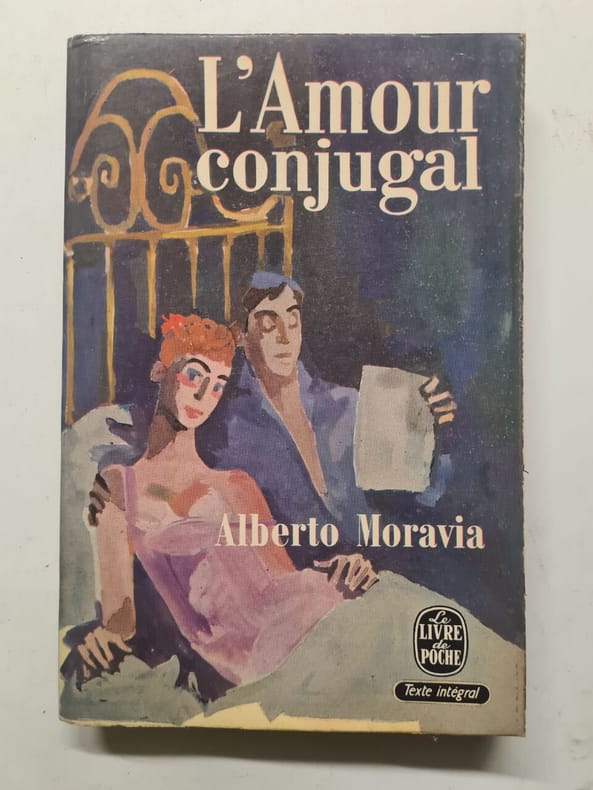 L'Amour
conjugal
Alberto Moravia
Le
LIVRE
de
POCHE
Texte intégral